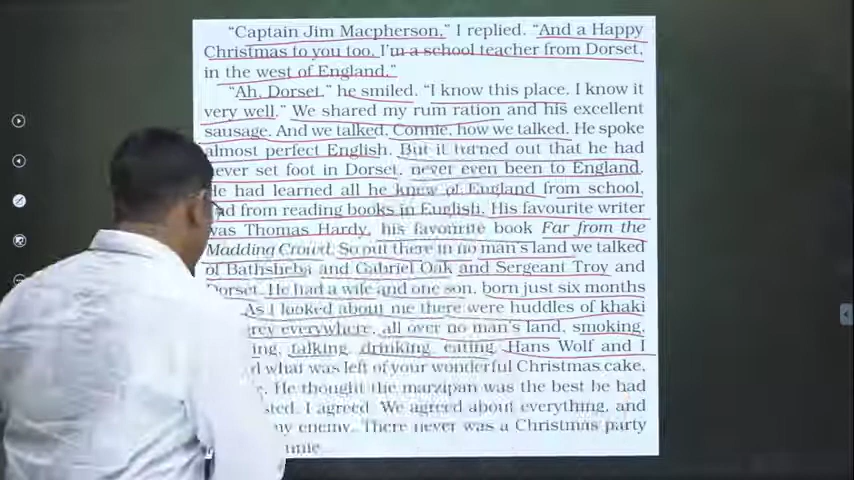 "Captain Jim Macpherson," I replied. "And a Happy
Christmas to you too. I'm a school teacher from Dorset,
in the west of England."
"Ah, Dorset," he smiled. "I know this place. I know it
very well." We shared my rum ration and his excellent
sausage. And we talked, Connie, how we talked. He spoke
almost perfect English. But it turned out that he had
never set foot in Dorset, never even been to England.
He had learned all he knew of England from school,
and from reading books in English. His favourite writer
was Thomas Hardy, his favourite book Far from the
Madding Crowd. So out there in no man's land we talked
of Bathsheba and Gabriel Oak and Sergeant Troy and
Dorset. He had a wife and one son, born just six months
As I looked about me there were huddles of khaki
everywhere, all over no man's land, smoking,
talking, drinking, eating. Hans Wolf and I
what was left of your wonderful Christmas cake,
He thought the marzipan was the best he had
I agreed. We agreed about everything, and
my enemy. There never was a Christmas party